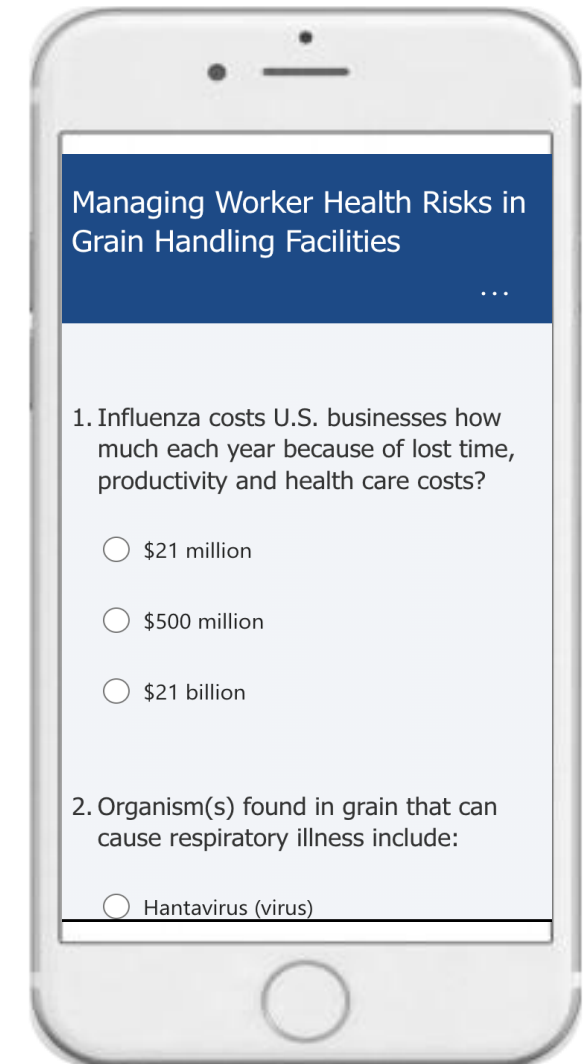 Managing Worker Health Risks in
Grain Handling Facilities
...
1. Influenza costs U.S. businesses how
much each year because of lost time,
productivity and health care costs?
$21 million
$500 million
$21 billion
2. Organism(s) found in grain that can
cause respiratory illness include:
Hantavirus (virus)